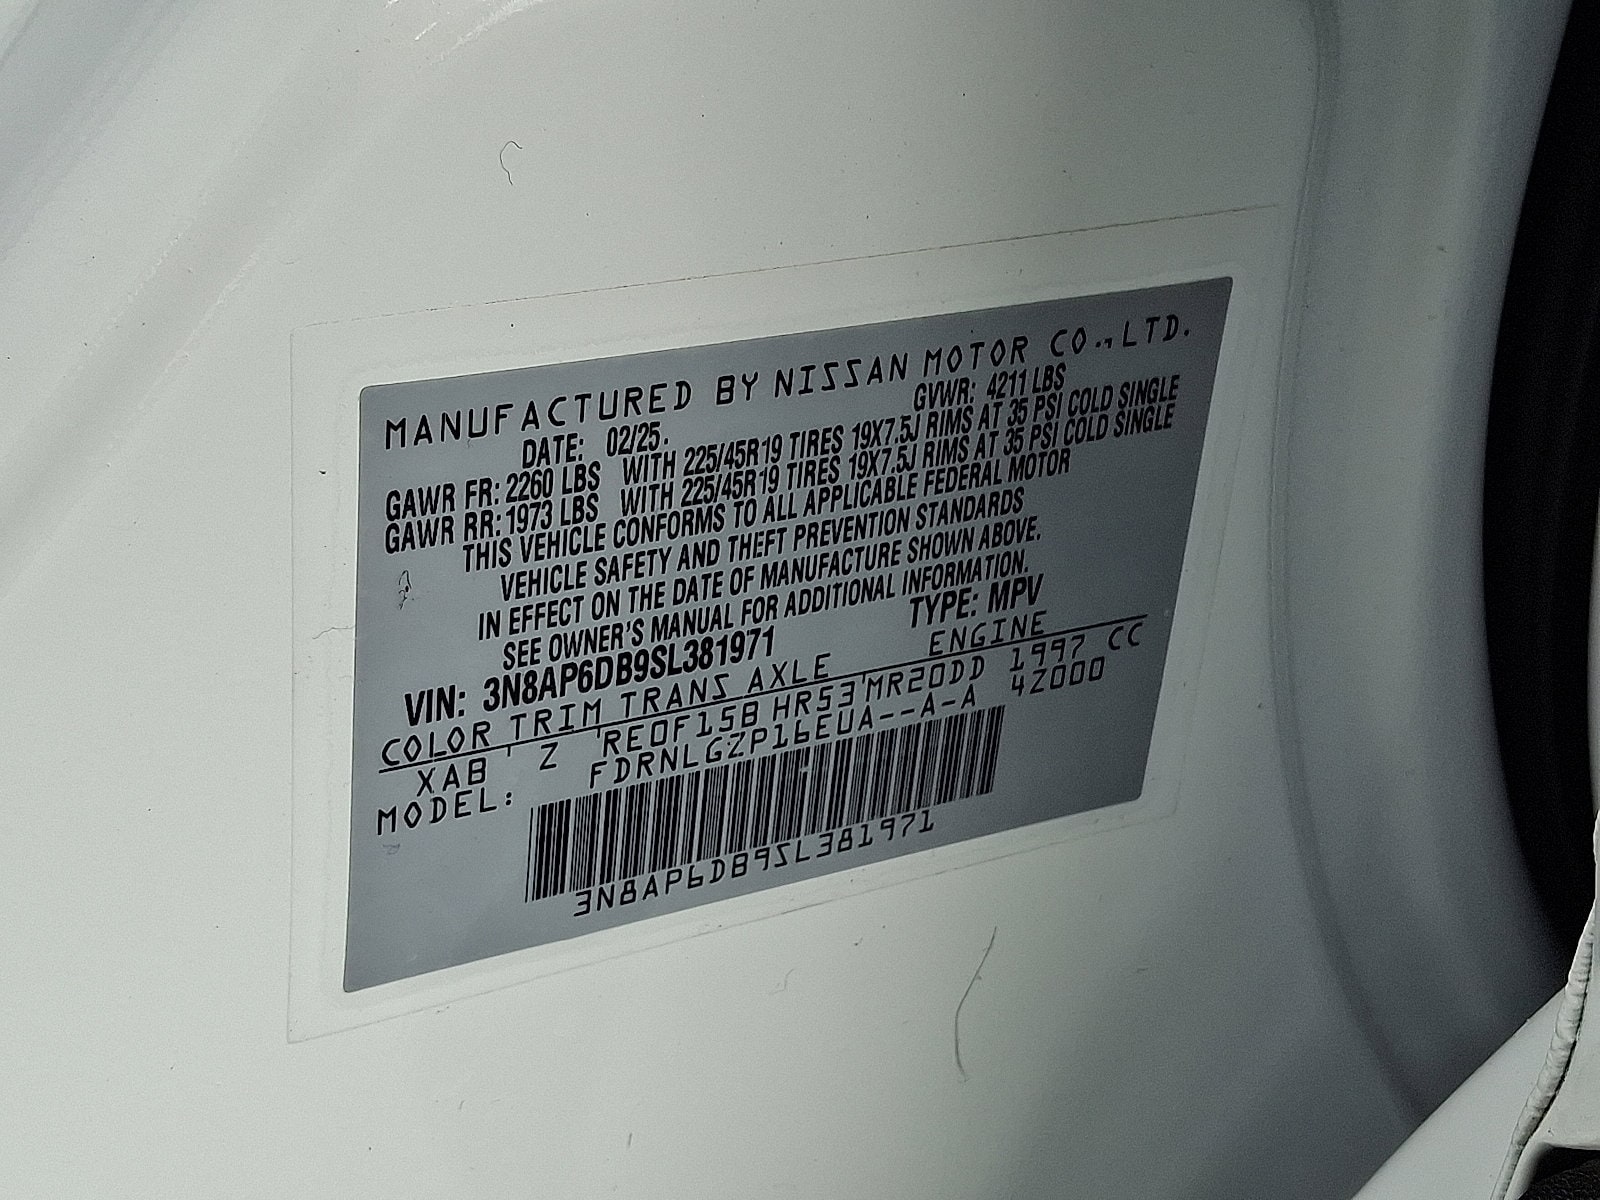 MANUFACTURED BY NISSAN MOTOR CO.,LTD.
DATE: 02/25. GVWR: 4211 LBS
GAWR FR: 2260 LBS WITH 225/45R19 TIRES 19X7.5J RIMS AT 35 PSI COLD SINGLE
GAWR RR: 1973 LBS WITH 225/45R19 TIRES 19X7.5J RIMS AT 35 PSI COLD SINGLE
THIS VEHICLE CONFORMS TO ALL APPLICABLE FEDERAL MOTOR
VEHICLE SAFETY AND THEFT PREVENTION STANDARDS
IN EFFECT ON THE DATE OF MANUFACTURE SHOWN ABOVE.
SEE OWNER'S MANUAL FOR ADDITIONAL INFORMATION.
VIN: 3N8AP6DB9SL381971 TYPE: MPV
COLOR TRIM TRANS AXLE ENGINE
XAB Z RE0F15B HR53 MR20DD 1997 CC
MODEL: FDRNLGZP16EUA--A-A 4Z000
3N8AP6DB9SL381971